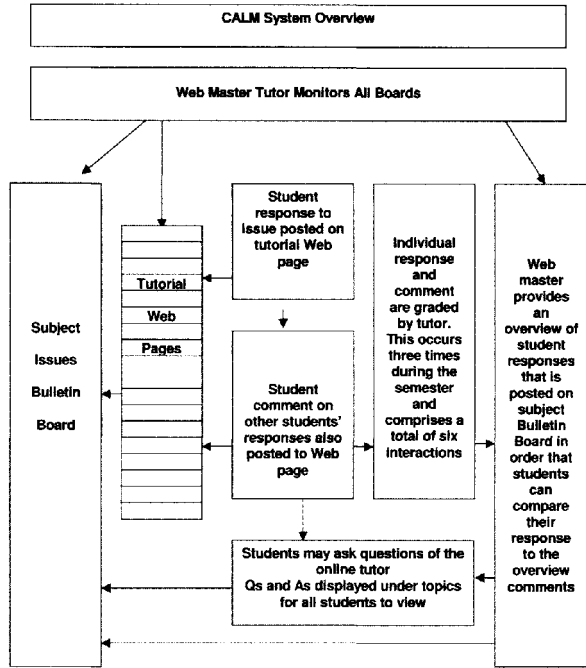 CALM System Overview
Web Master Tutor Monitors All Boards
Subject
Issues
Bulletin
Board
Tutorial
Web
Pages
Student
response to
issue posted on
tutorial Web
page
Student
comment on
other students'
responses also
posted to Web
page
Individual
response
and
comment
are graded
by tutor.
This occurs
three times
during the
semester
and
comprises a
total of six
interactions
Web
master
provides
an
overview of
student
responses
that is
posted on
subject
Bulletin
Board in
order that
students
can
compare
their
response
to the
overview
comments
Students may ask questions of the
online tutor
Qs and As displayed under topics
for all students to view